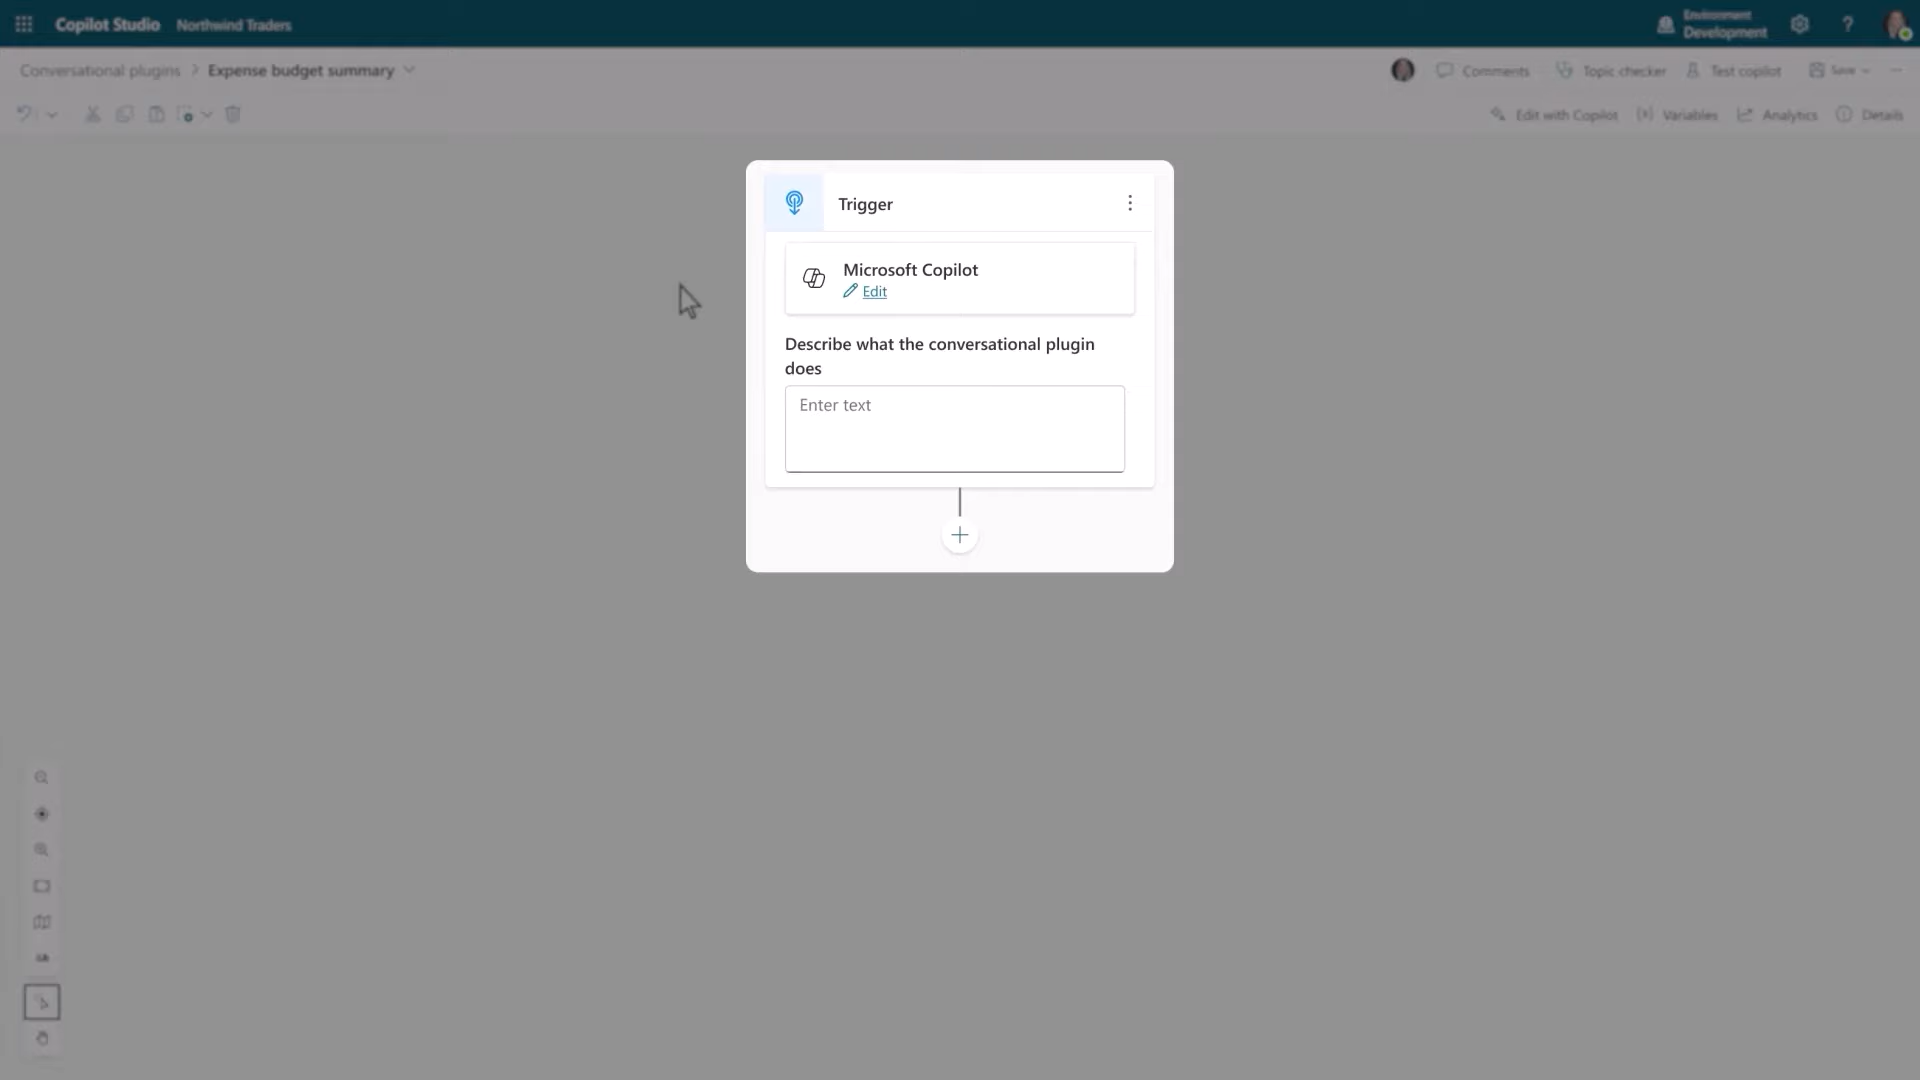 Copilot Studio Northwind Traders
Environment
Development
?
Conversational plugins > Expense budget summary
Comments Topic checker Test copilot Save
Edit with Copilot Variables Analytics Details
Trigger
Microsoft Copilot
Edit
Describe what the conversational plugin
does
Enter text